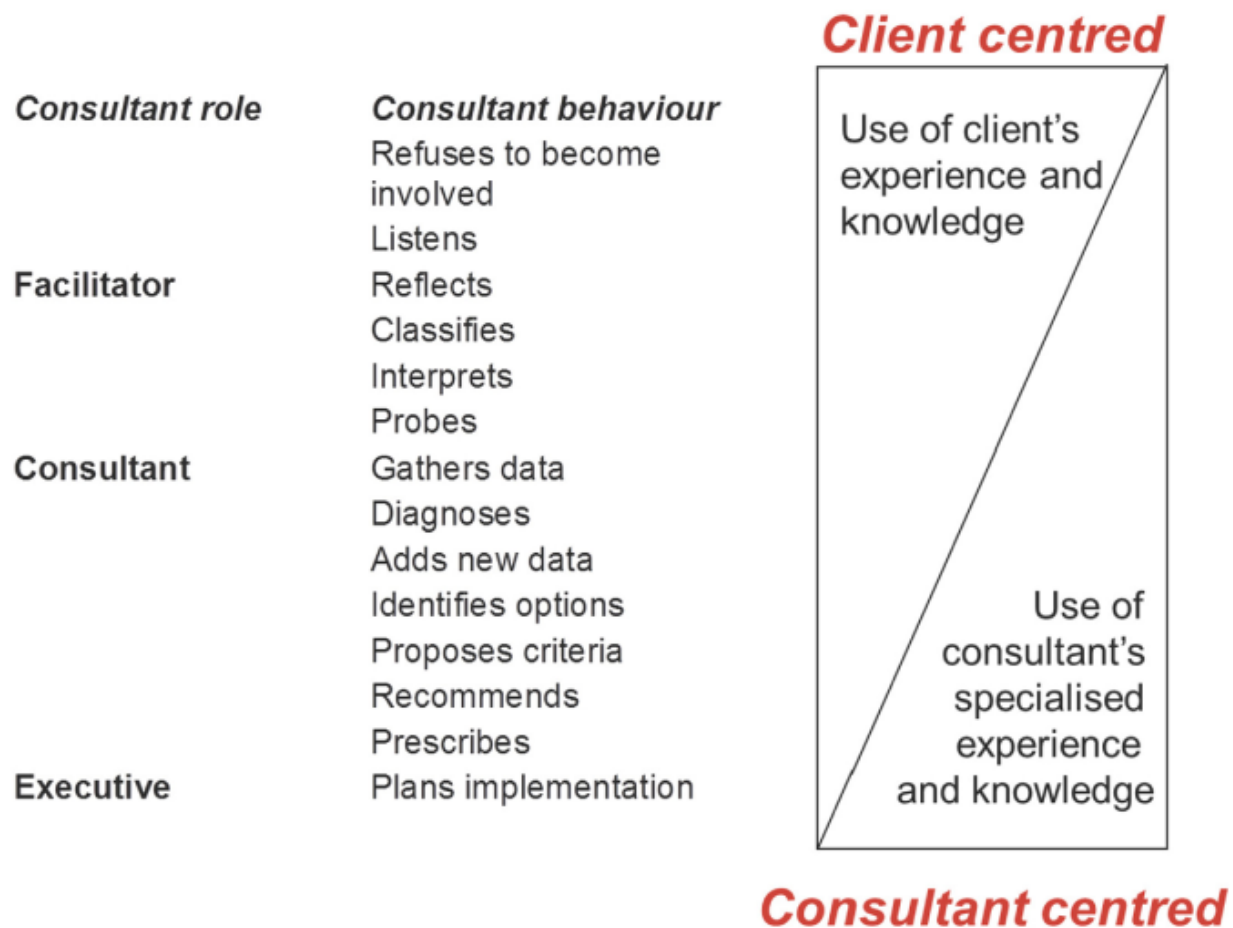 Client centred
Consultant role Consultant behaviour
Refuses to become
involved
Listens
Facilitator Reflects
Classifies
Interprets
Probes
Consultant Gathers data
Diagnoses
Adds new data
Identifies options
Proposes criteria
Recommends
Prescribes
Executive Plans implementation
Use of client's
experience and
knowledge
Use of
consultant's
specialised
experience
and knowledge
Consultant centred